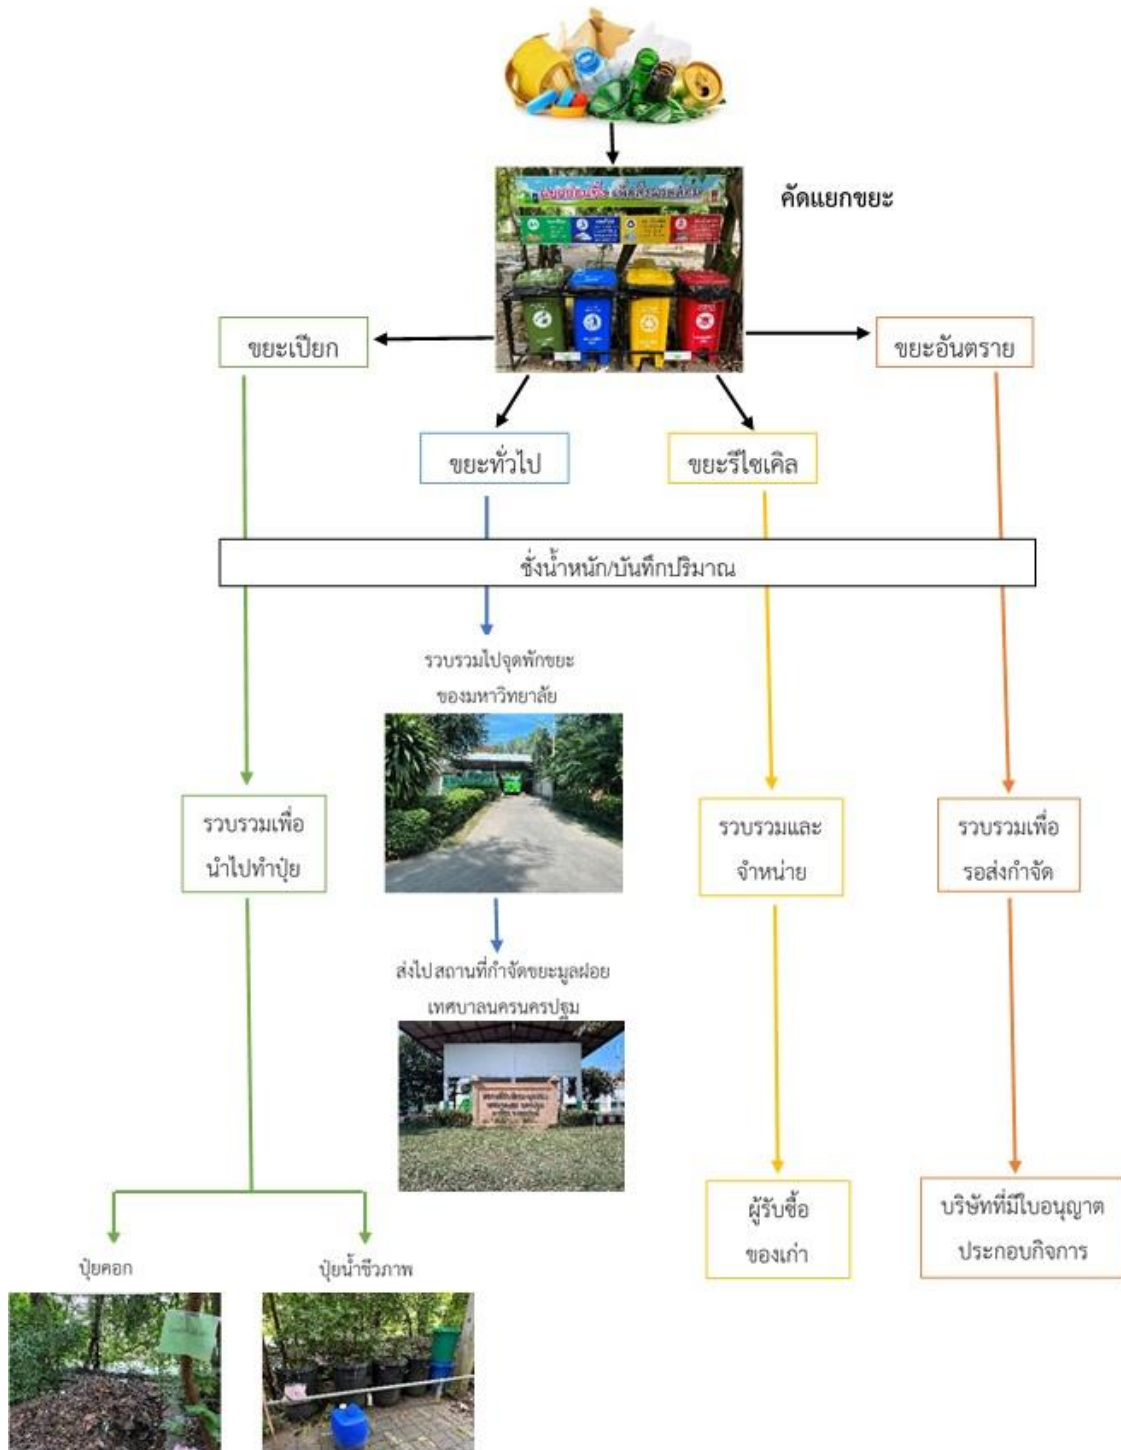 คัดแยกขยะ
ขยะเปียก
ขยะอันตราย
ขยะทั่วไป
ขยะรีไซเคิล
ชั่งน้ำหนัก/บันทึกปริมาณ
รวบรวมไปจุดพักขยะ
ของมหาวิทยาลัย
รวบรวมเพื่อ
นำไปทำปุ๋ย
รวบรวมและ
จำหน่าย
รวบรวมเพื่อ
รอส่งกำจัด
ส่งไปสถานที่กำจัดขยะมูลฝอย
เทศบาลนครนครปฐม
ผู้รับซื้อ
ของเก่า
บริษัทที่มีใบอนุญาต
ประกอบกิจการ
ปุ๋ยคอก
ปุ๋ยน้ำชีวภาพ